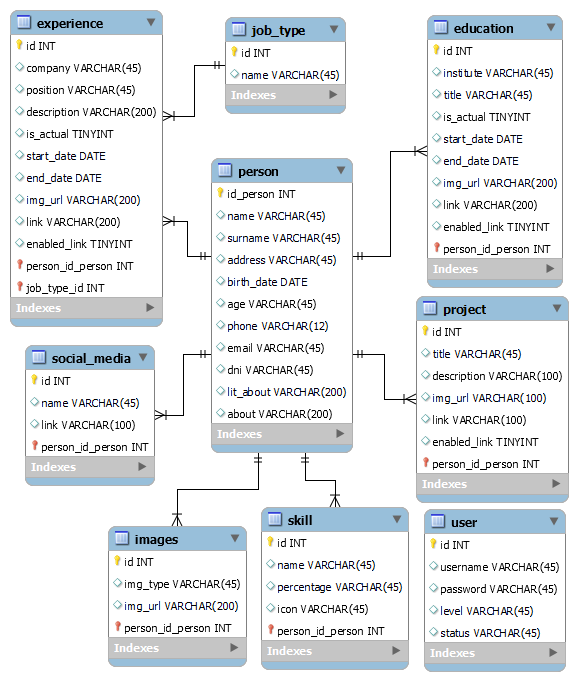 experience
id INT
company VARCHAR(45)
position VARCHAR(45)
description VARCHAR(200)
is_actual TINYINT
start_date DATE
end_date DATE
img_url VARCHAR(200)
link VARCHAR(200)
enabled_link TINYINT
person_id_person INT
job_type_id INT
Indexes
job_type
id INT
name VARCHAR(45)
Indexes
education
id INT
institute VARCHAR(45)
title VARCHAR(45)
is_actual TINYINT
start_date DATE
end_date DATE
img_url VARCHAR(200)
link VARCHAR(200)
enabled_link TINYINT
person_id_person INT
Indexes
person
id_person INT
name VARCHAR(45)
surname VARCHAR(45)
address VARCHAR(45)
birth_date DATE
age VARCHAR(45)
phone VARCHAR(12)
email VARCHAR(45)
dni VARCHAR(45)
lit_about VARCHAR(200)
about VARCHAR(200)
Indexes
social_media
id INT
name VARCHAR(45)
link VARCHAR(100)
person_id_person INT
Indexes
project
id INT
title VARCHAR(45)
description VARCHAR(100)
img_url VARCHAR(100)
link VARCHAR(100)
enabled_link TINYINT
person_id_person INT
Indexes
images
id INT
img_type VARCHAR(45)
img_url VARCHAR(200)
person_id_person INT
Indexes
skill
id INT
name VARCHAR(45)
percentage VARCHAR(45)
icon VARCHAR(45)
person_id_person INT
Indexes
user
id INT
username VARCHAR(45)
password VARCHAR(45)
level VARCHAR(45)
status VARCHAR(45)
Indexes